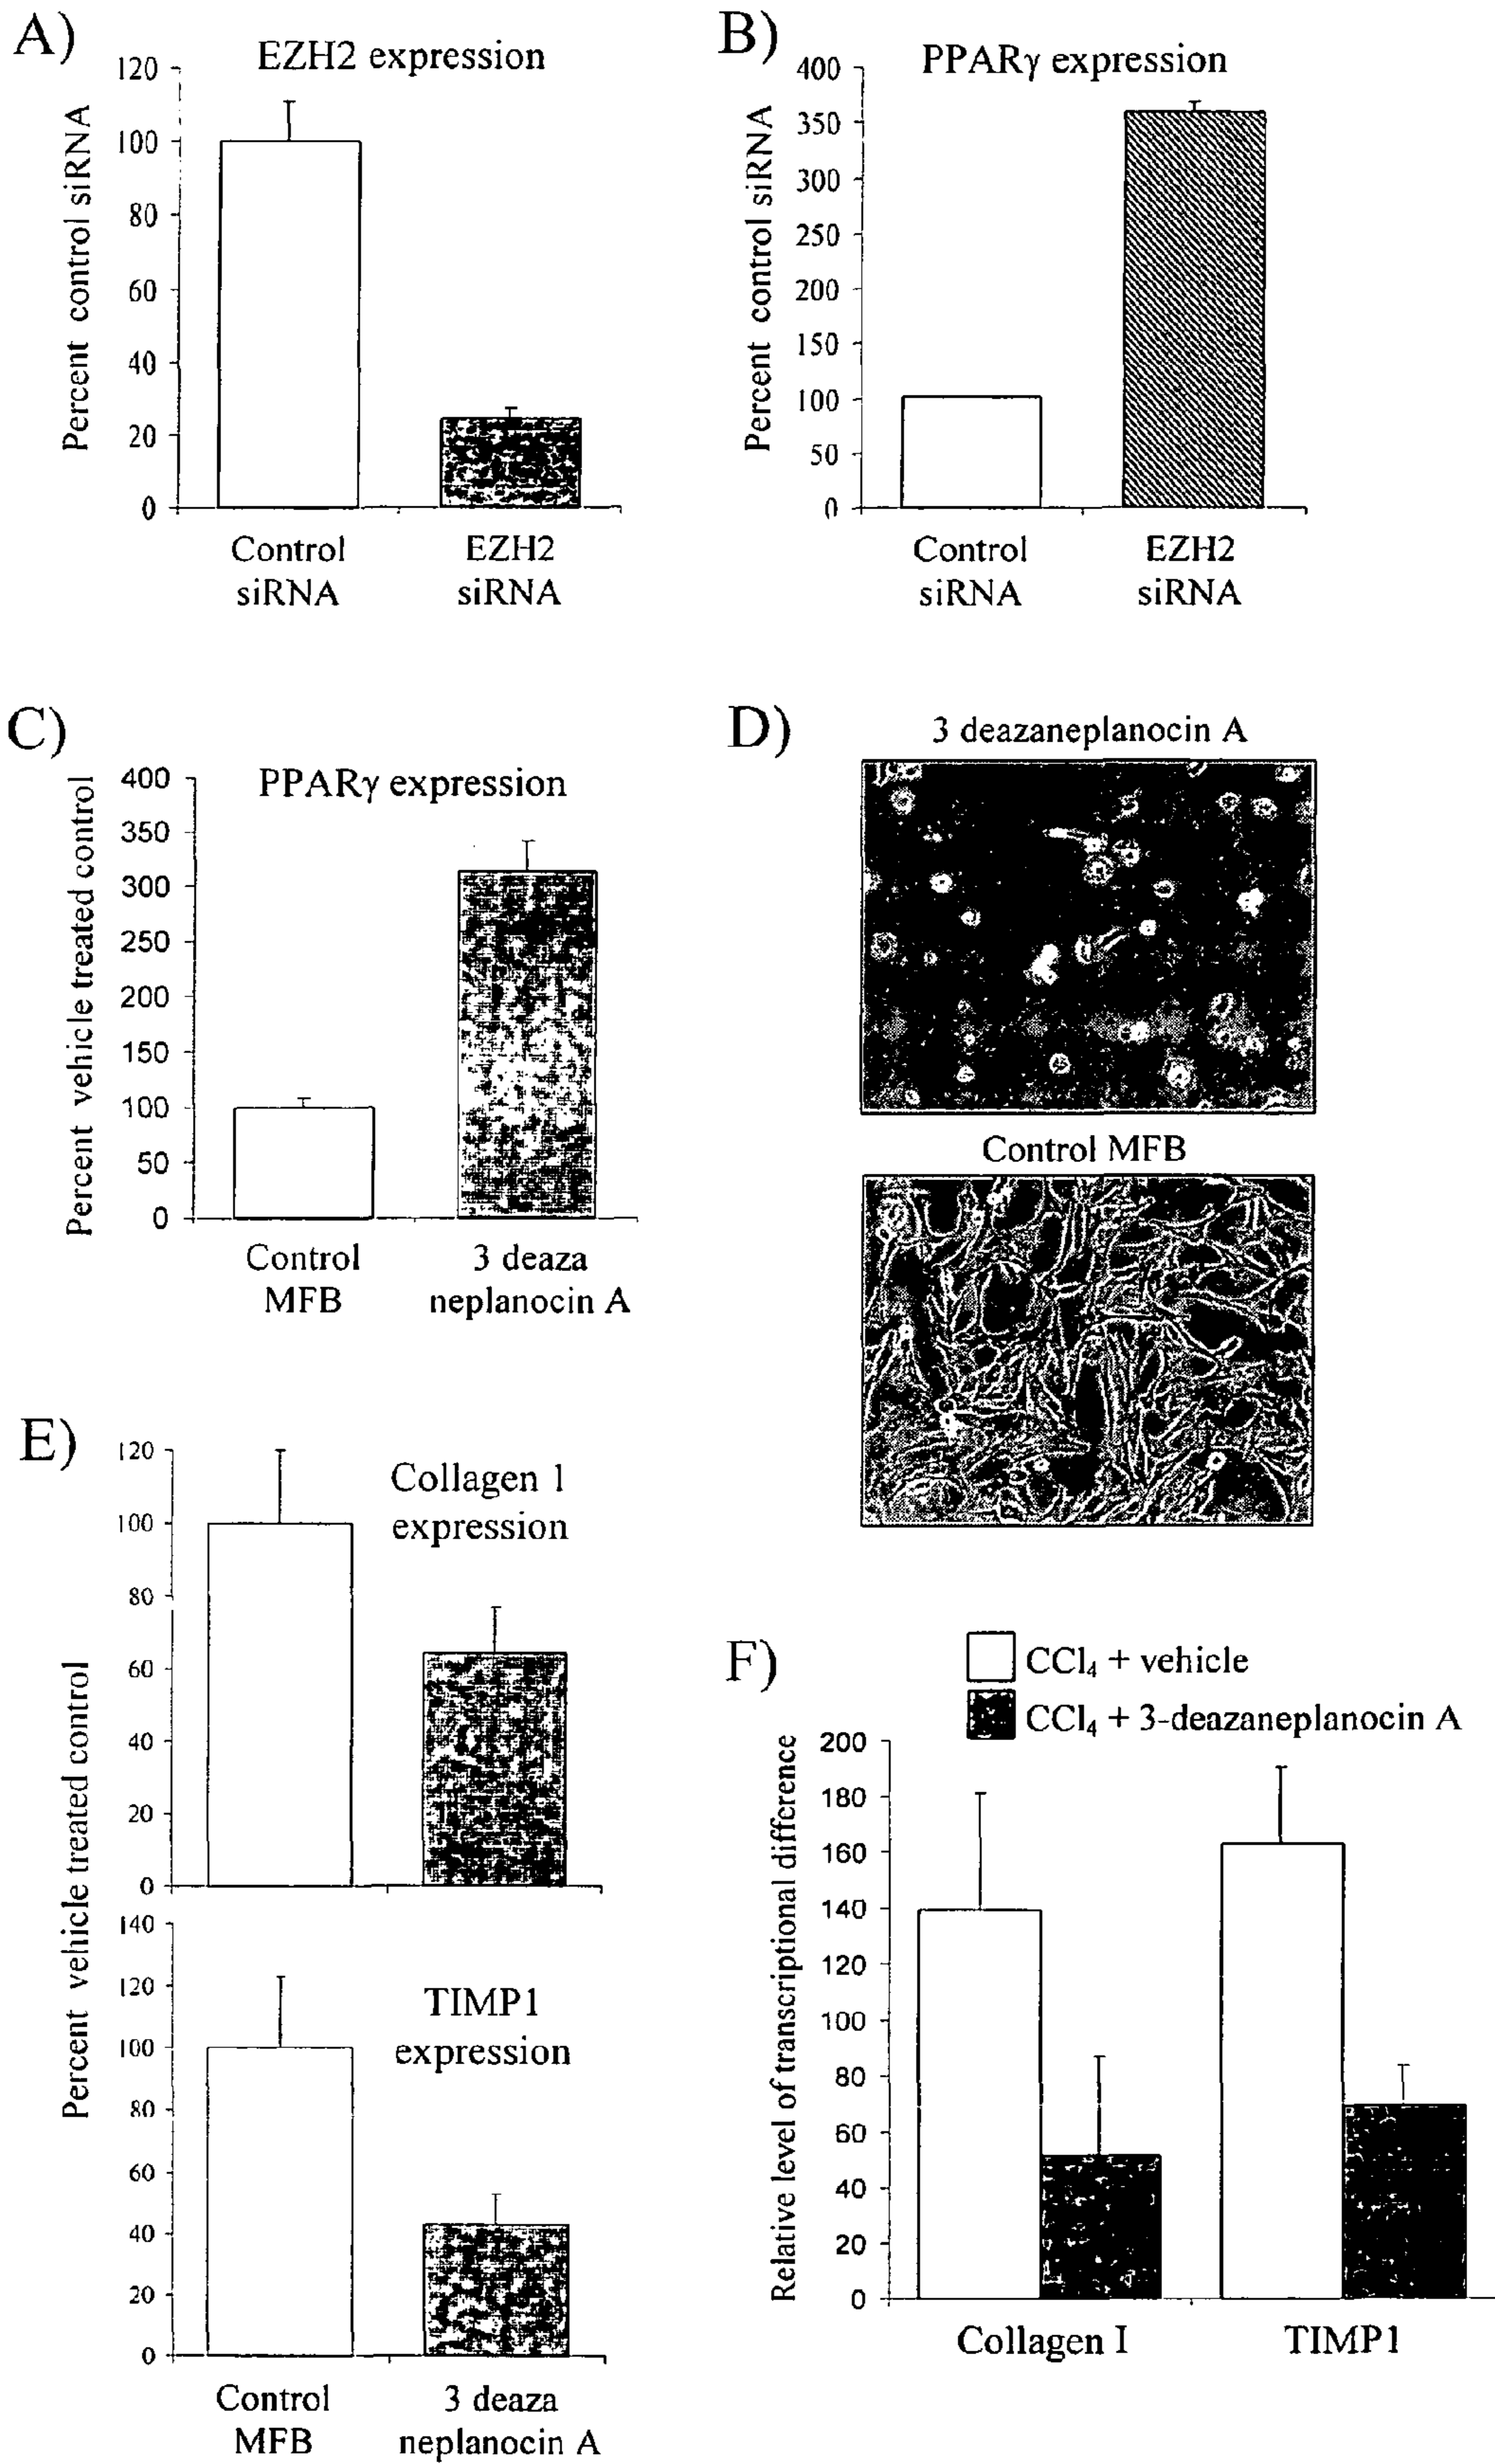 A)
EZH2 expression
Percent control siRNA
120
100
80
60
40
20
0
Control
siRNA
EZH2
siRNA
B)
PPARγ expression
Percent control siRNA
400
350
300
250
200
150
100
50
0
Control
siRNA
EZH2
siRNA
C)
PPARγ expression
Percent vehicle treated control
400
350
300
250
200
150
100
50
0
Control
MFB
3 deaza
neplanocin A
D)
3 deazaneplanocin A
Control MFB
E)
Collagen 1
expression
Percent vehicle treated control
120
100
80
60
40
20
0
TIMP1
expression
140
120
100
80
60
40
20
0
Control
MFB
3 deaza
neplanocin A
F)
CCl₄ + vehicle
CCl₄ + 3-deazaneplanocin A
Relative level of transcriptional difference
200
180
160
140
120
100
80
60
40
20
0
Collagen I
TIMP1